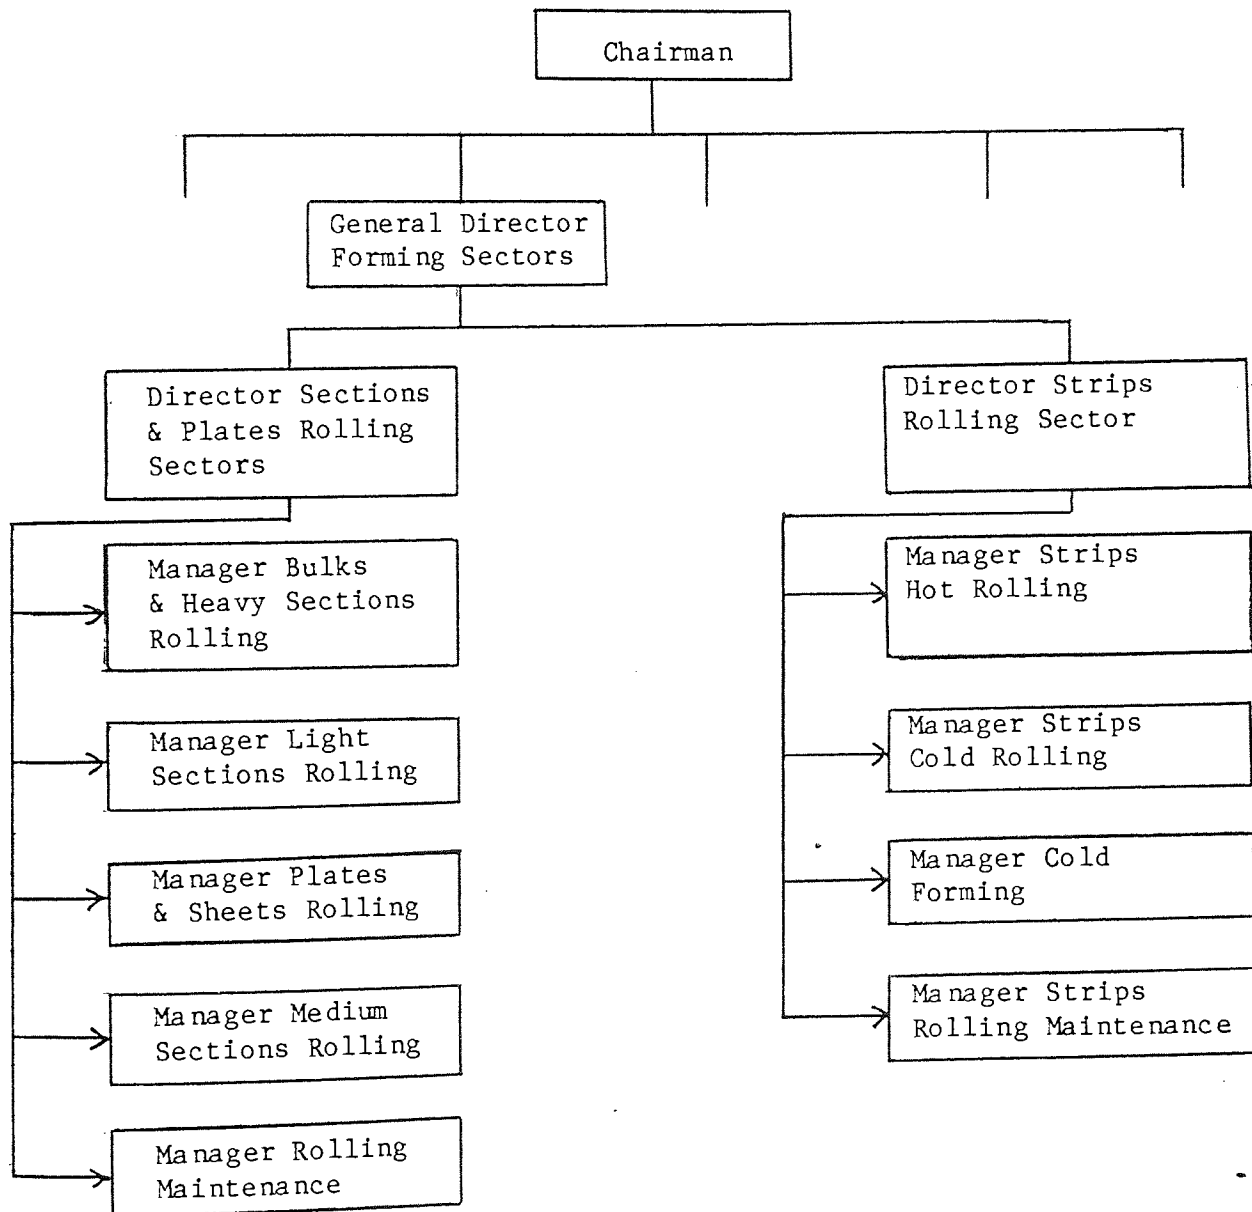 Chairman
General Director
Forming Sectors
Director Sections
& Plates Rolling
Sectors
Director Strips
Rolling Sector
Manager Bulks
& Heavy Sections
Rolling
Manager Light
Sections Rolling
Manager Plates
& Sheets Rolling
Manager Medium
Sections Rolling
Manager Rolling
Maintenance
Manager Strips
Hot Rolling
Manager Strips
Cold Rolling
Manager Cold
Forming
Manager Strips
Rolling Maintenance